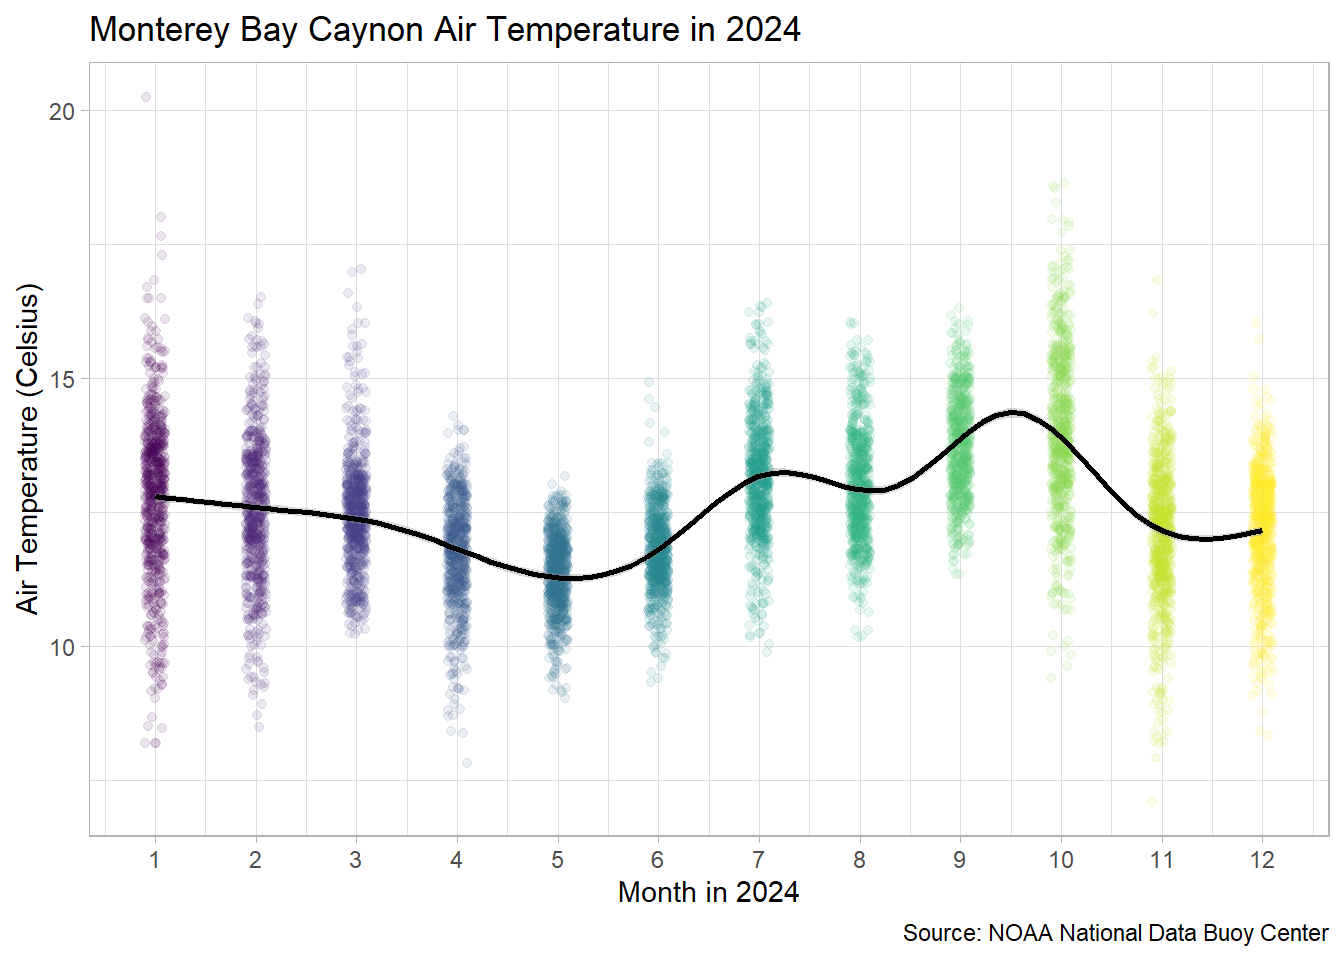 Monterey Bay Caynon Air Temperature in 2024
Air Temperature (Celsius)
20
15
10
1 2 3 4 5 6 7 8 9 10 11 12
Month in 2024
Source: NOAA National Data Buoy Center